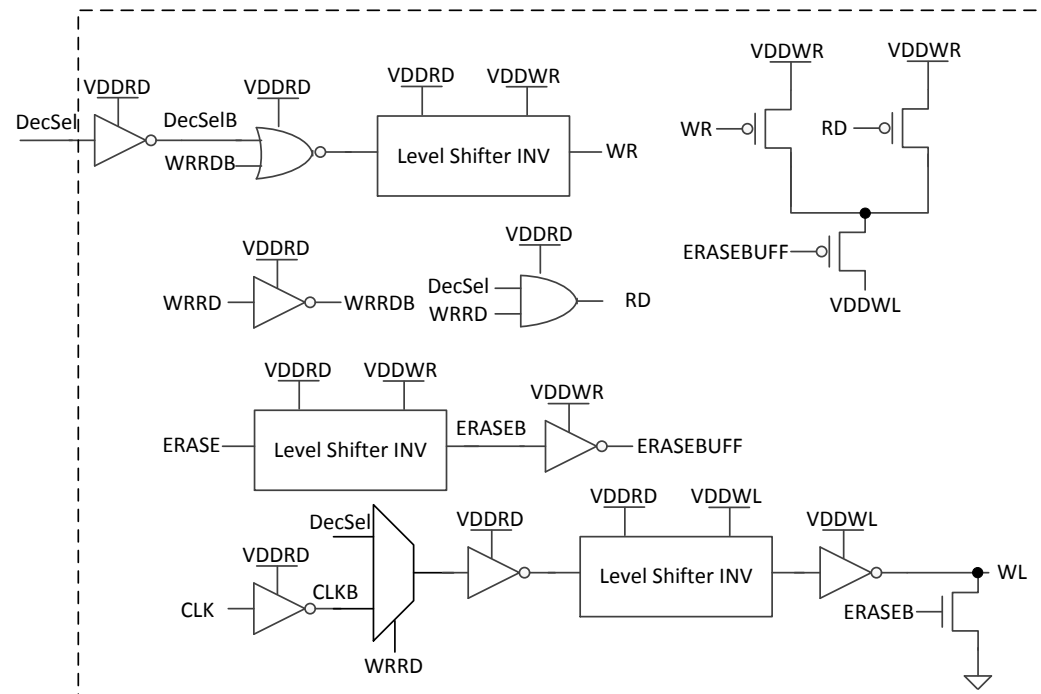 VDDWR
VDDWR
VDDRD
VDDWR
VDDRD
VDDRD
DecSel
DecSelB
WR
RD
WRRDB
Level Shifter INV
WR
VDDRD
VDDRD
ERASEBUFF
DecSel
WRRD
WRRDB
RD
WRRD
VDDWL
VDDRD
VDDWR
VDDWR
ERASE
Level Shifter INV
ERASEB
ERASEBUFF
VDDRD
VDDWL
DecSel
VDDRD
VDDWL
VDDRD
CLK
CLKB
Level Shifter INV
WL
ERASEB
WRRD